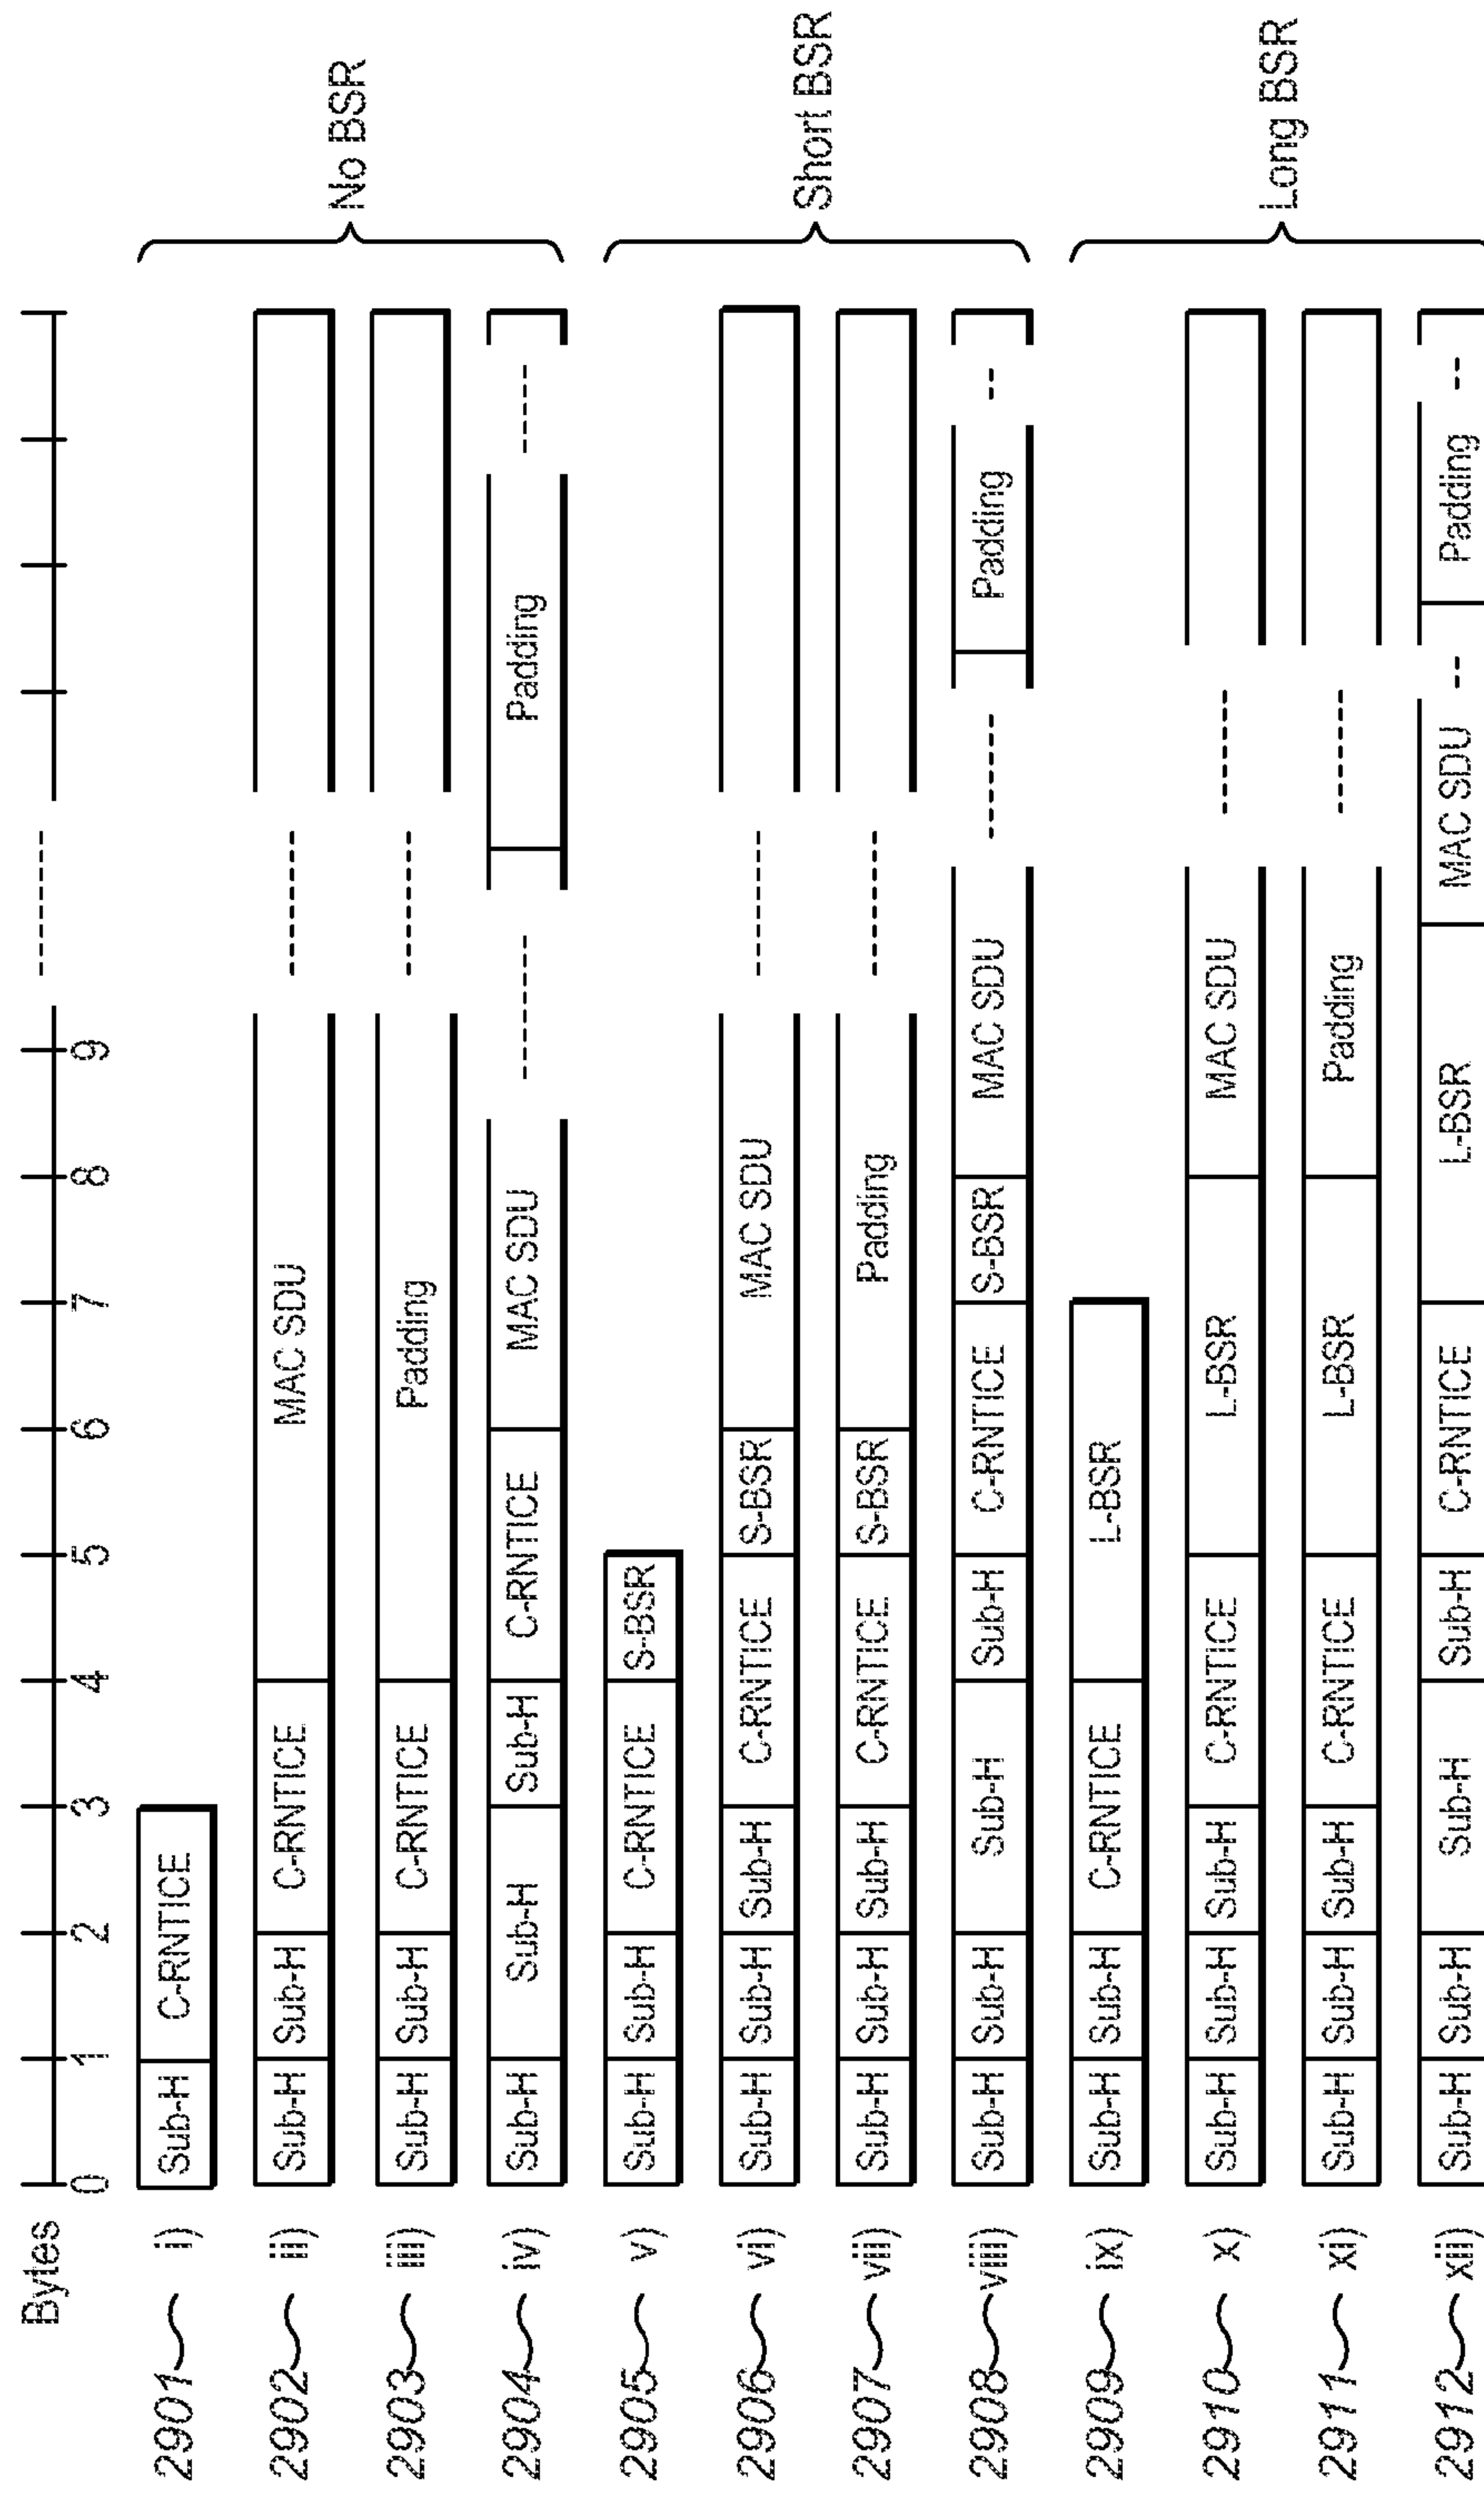 Bytes
0 1 2 3 4 5 6 7 8 9
2901 i) Sub-H C-RNTICE
2902 ii) Sub-H Sub-H C-RNTICE MAC SDU
2903 iii) Sub-H Sub-H C-RNTICE Padding
2904 iv) Sub-H Sub-H Sub-H C-RNTICE MAC SDU Padding
No BSR
2905 v) Sub-H Sub-H C-RNTICE S-BSR
2906 vi) Sub-H Sub-H Sub-H C-RNTICE S-BSR MAC SDU
2907 vii) Sub-H Sub-H Sub-H C-RNTICE S-BSR Padding
2908 viii) Sub-H Sub-H Sub-H Sub-H C-RNTICE S-BSR MAC SDU Padding
Short BSR
2909 ix) Sub-H Sub-H C-RNTICE L-BSR
2910 x) Sub-H Sub-H Sub-H C-RNTICE L-BSR MAC SDU
2911 xi) Sub-H Sub-H Sub-H C-RNTICE L-BSR Padding
2912 xii) Sub-H Sub-H Sub-H Sub-H C-RNTICE L-BSR MAC SDU Padding
Long BSR